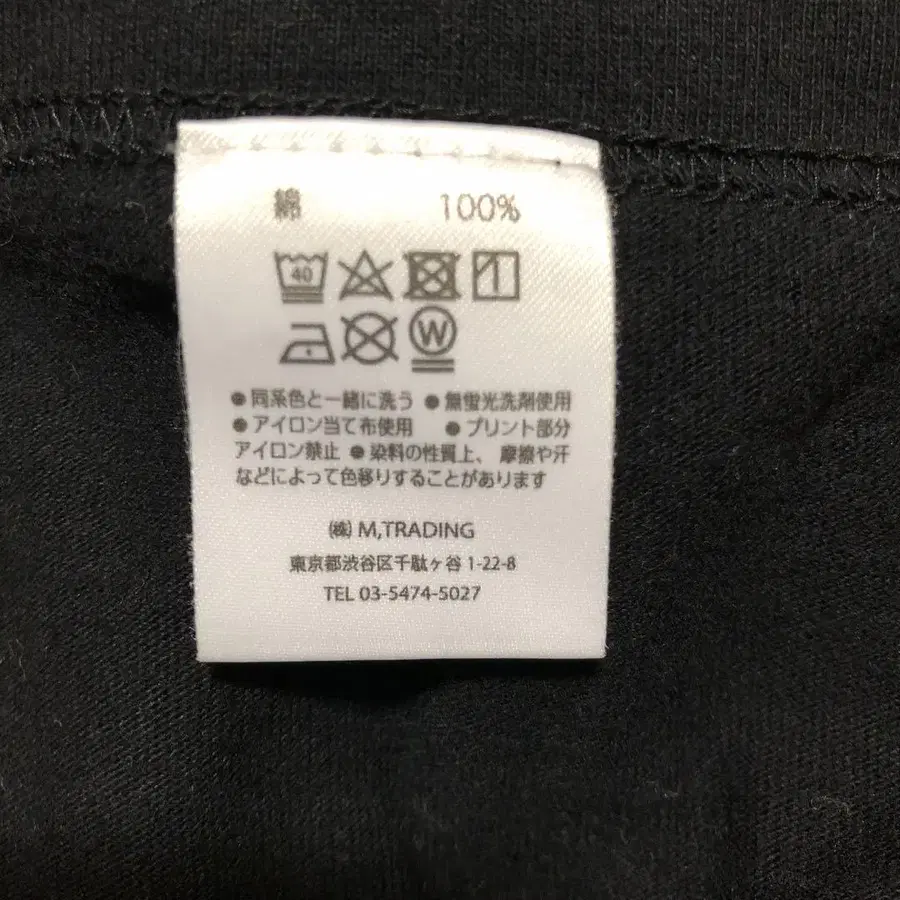 綿 100%
40
W
● 同系色と一緒に洗う ● 無蛍光洗剤使用
● アイロン当て布使用 ● プリント部分
アイロン禁止 ● 染料の性質上、 摩擦や汗
などによって色移りすることがあります
㈱ M,TRADING
東京都渋谷区千駄ヶ谷 1-22-8
TEL 03-5474-5027